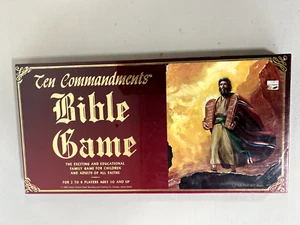 Ten Commandments™
Bible
Game
THE EXCITING AND EDUCATIONAL
FAMILY GAME FOR CHILDREN
AND ADULTS OF ALL FAITHS
FOR 2 TO 6 PLAYERS AGES 10 AND UP